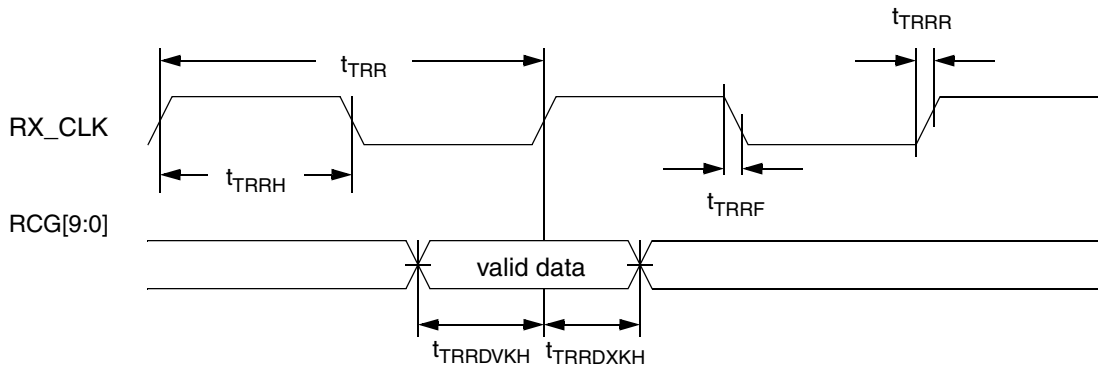 tTRRR
tTRR
RX_CLK
tTRRH
tTRRF
RCG[9:0]
valid data
tTRRDVKH tTRRDXKH